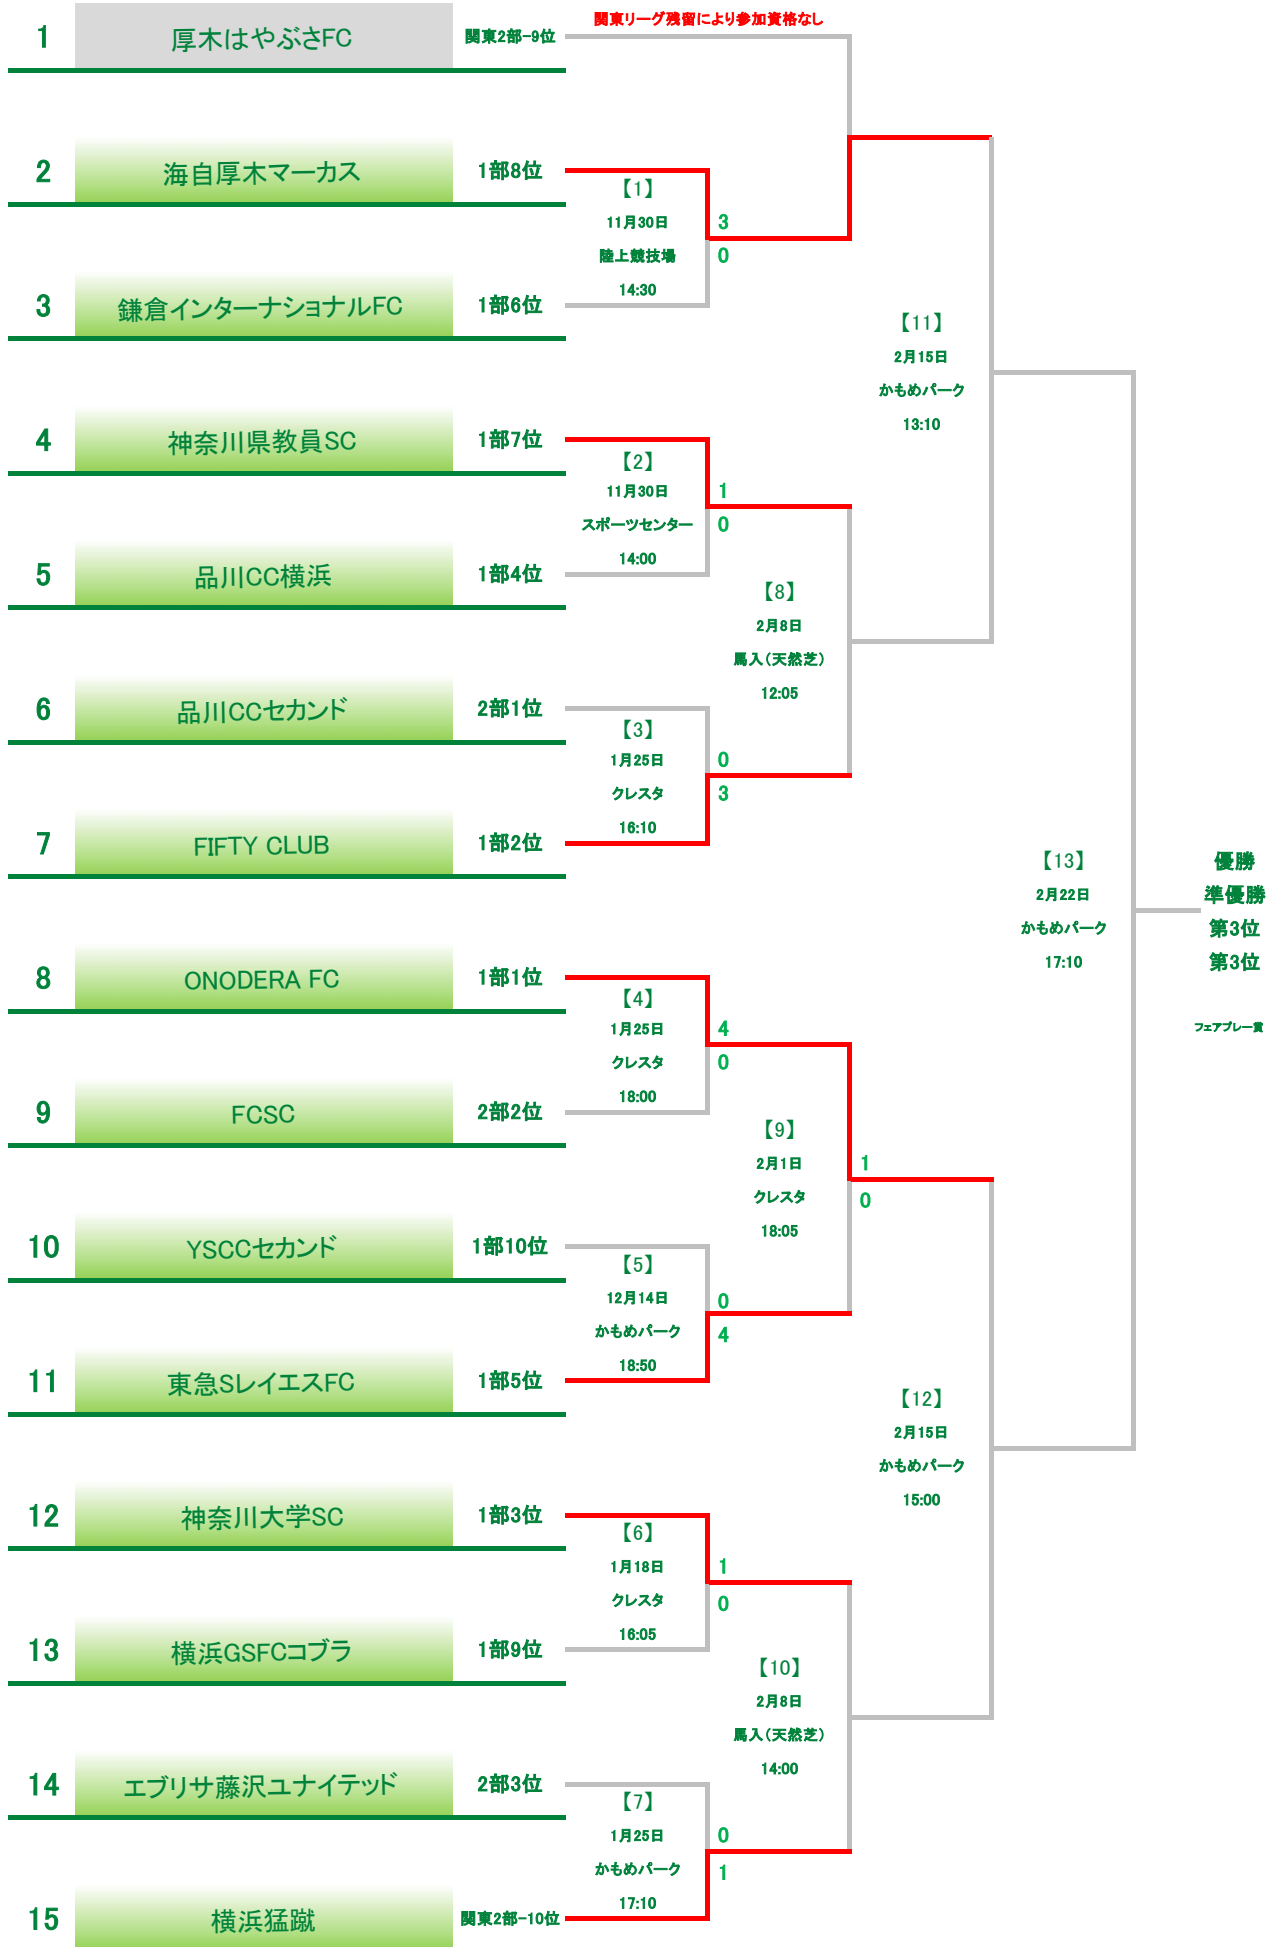 関東リーグ残留により参加資格なし
1 厚木はやぶさFC 関東2部-9位
2 海自厚木マーカス 1部8位
【1】
11月30日
陸上競技場
14:30
3
0
3 鎌倉インターナショナルFC 1部6位
【11】
2月15日
かもめパーク
13:10
4 神奈川県教員SC 1部7位
【2】
11月30日
スポーツセンター
14:00
1
0
5 品川CC横浜 1部4位
【8】
2月8日
馬入(天然芝)
12:05
6 品川CCセカンド 2部1位
【3】
1月25日
クレスタ
16:10
0
3
7 FIFTY CLUB 1部2位
【13】
2月22日
かもめパーク
17:10
優勝
準優勝
第3位
第3位
フェアプレー賞
8 ONODERA FC 1部1位
【4】
1月25日
クレスタ
18:00
4
0
9 FCSC 2部2位
【9】
2月1日
クレスタ
18:05
1
0
10 YSCCセカンド 1部10位
【5】
12月14日
かもめパーク
18:50
0
4
11 東急SレイエスFC 1部5位
【12】
2月15日
かもめパーク
15:00
12 神奈川大学SC 1部3位
【6】
1月18日
クレスタ
16:05
1
0
13 横浜GSFCコブラ 1部9位
【10】
2月8日
馬入(天然芝)
14:00
14 エブリサ藤沢ユナイテッド 2部3位
【7】
1月25日
かもめパーク
17:10
0
1
15 横浜猛蹴 関東2部-10位